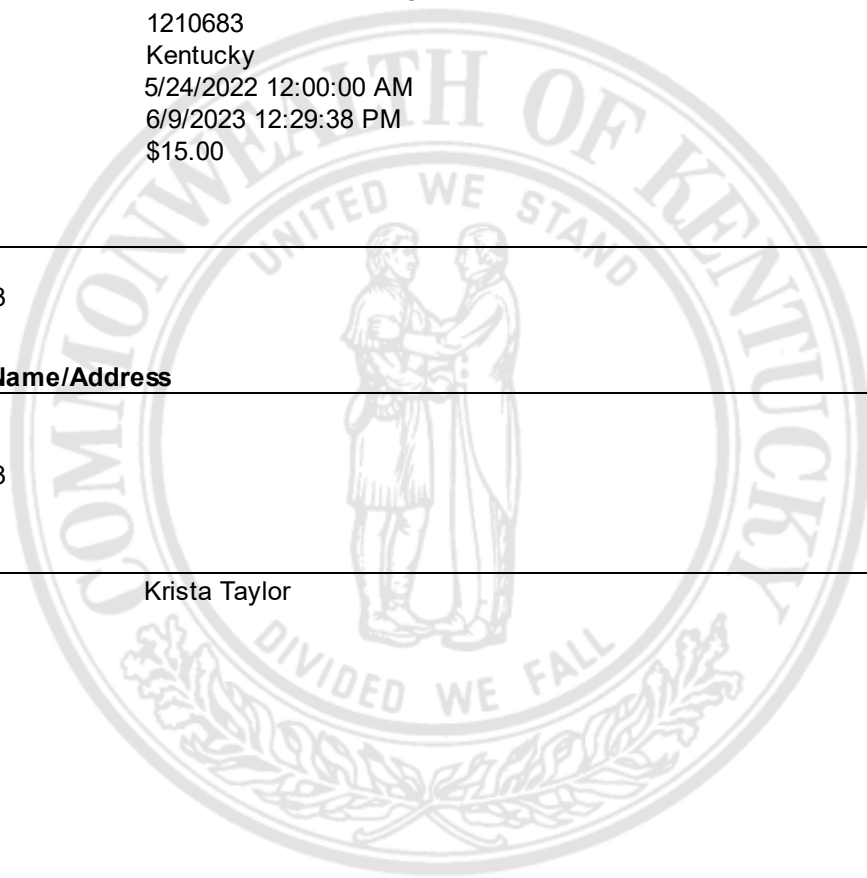 1210683
Kentucky
5/24/2022 12:00:00 AM
6/9/2023 12:29:38 PM
$15.00
COMMONWEALTH OF KENTUCKY
UNITED WE STAND
Name/Address
Krista Taylor
DIVIDED WE FALL